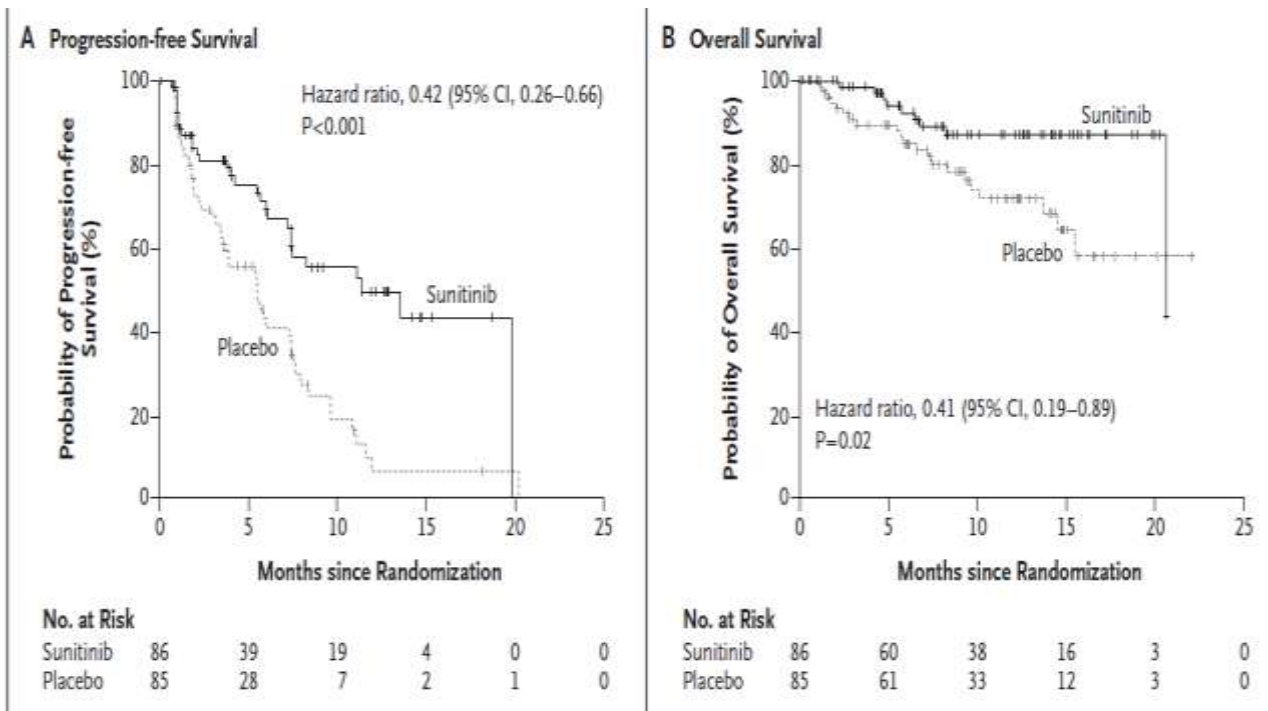 A Progression-free Survival
Probability of Progression-free
Survival (%)
100
80
60
40
20
0
Hazard ratio, 0.42 (95% CI, 0.26–0.66)
P<0.001
Sunitinib
Placebo
0 5 10 15 20 25
Months since Randomization
No. at Risk
Sunitinib 86 39 19 4 0 0
Placebo 85 28 7 2 1 0
B Overall Survival
Probability of Overall Survival (%)
100
80
60
40
20
0
Sunitinib
Placebo
Hazard ratio, 0.41 (95% CI, 0.19–0.89)
P=0.02
0 5 10 15 20 25
Months since Randomization
No. at Risk
Sunitinib 86 60 38 16 3 0
Placebo 85 61 33 12 3 0